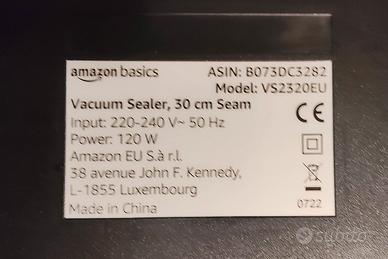 amazon basics
ASIN: B073DC3282
Model: VS2320EU
Vacuum Sealer, 30 cm Seam
Input: 220-240 V~ 50 Hz
Power: 120 W
Amazon EU S.à r.l.
38 avenue John F. Kennedy,
L-1855 Luxembourg
Made in China
CE
0722
subito